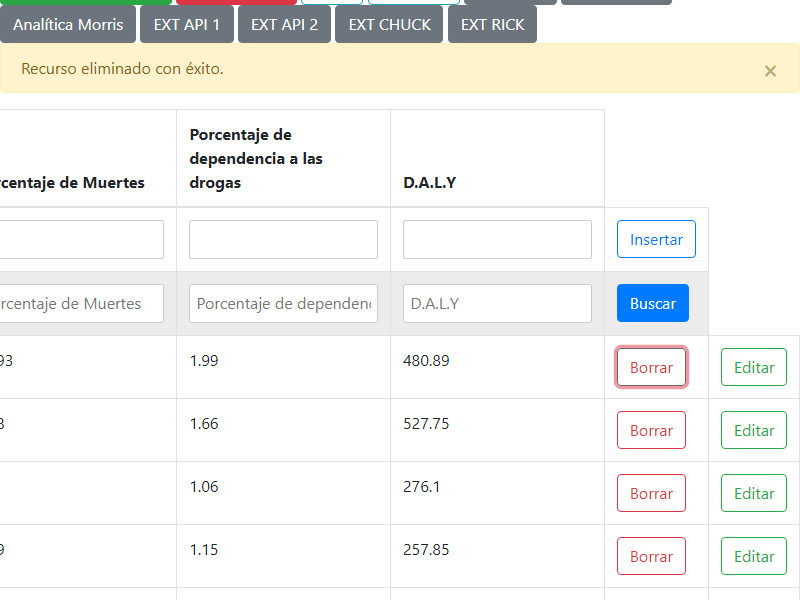 Analítica Morris EXT API 1 EXT API 2 EXT CHUCK EXT RICK
Recurso eliminado con éxito. ×
Porcentaje de
dependencia a las
drogas
rcentaje de Muertes D.A.L.Y
Insertar
rcentaje de Muertes Porcentaje de dependenc D.A.L.Y Buscar
93 1.99 480.89 Borrar Editar
1.66 527.75 Borrar Editar
1.06 276.1 Borrar Editar
9 1.15 257.85 Borrar Editar